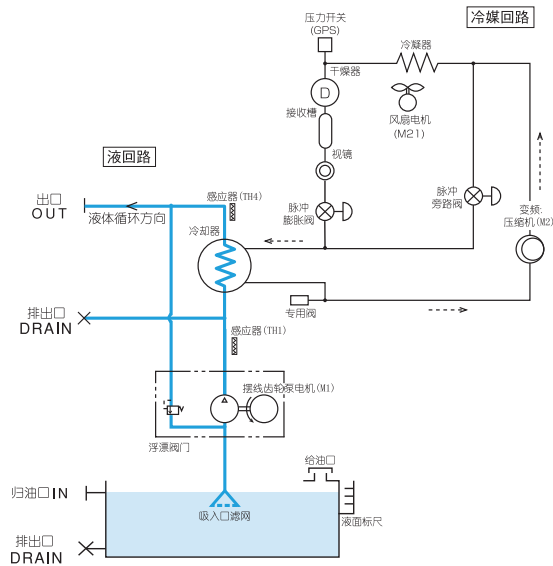 冷媒回路
压力开关
(GPS)
冷凝器
干燥器
D
风扇电机
(M21)
接收槽
视镜
液回路
感应器(TH4)
出口
OUT
液体循环方向
脉冲
膨胀阀
脉冲
旁路阀
变频.
压缩机(M2)
冷却器
排出口
DRAIN
专用阀
感应器(TH1)
摆线齿轮泵电机(M1)
浮漂阀门
给油口
归油口IN
吸入口滤网
液面标尺
排出口
DRAIN